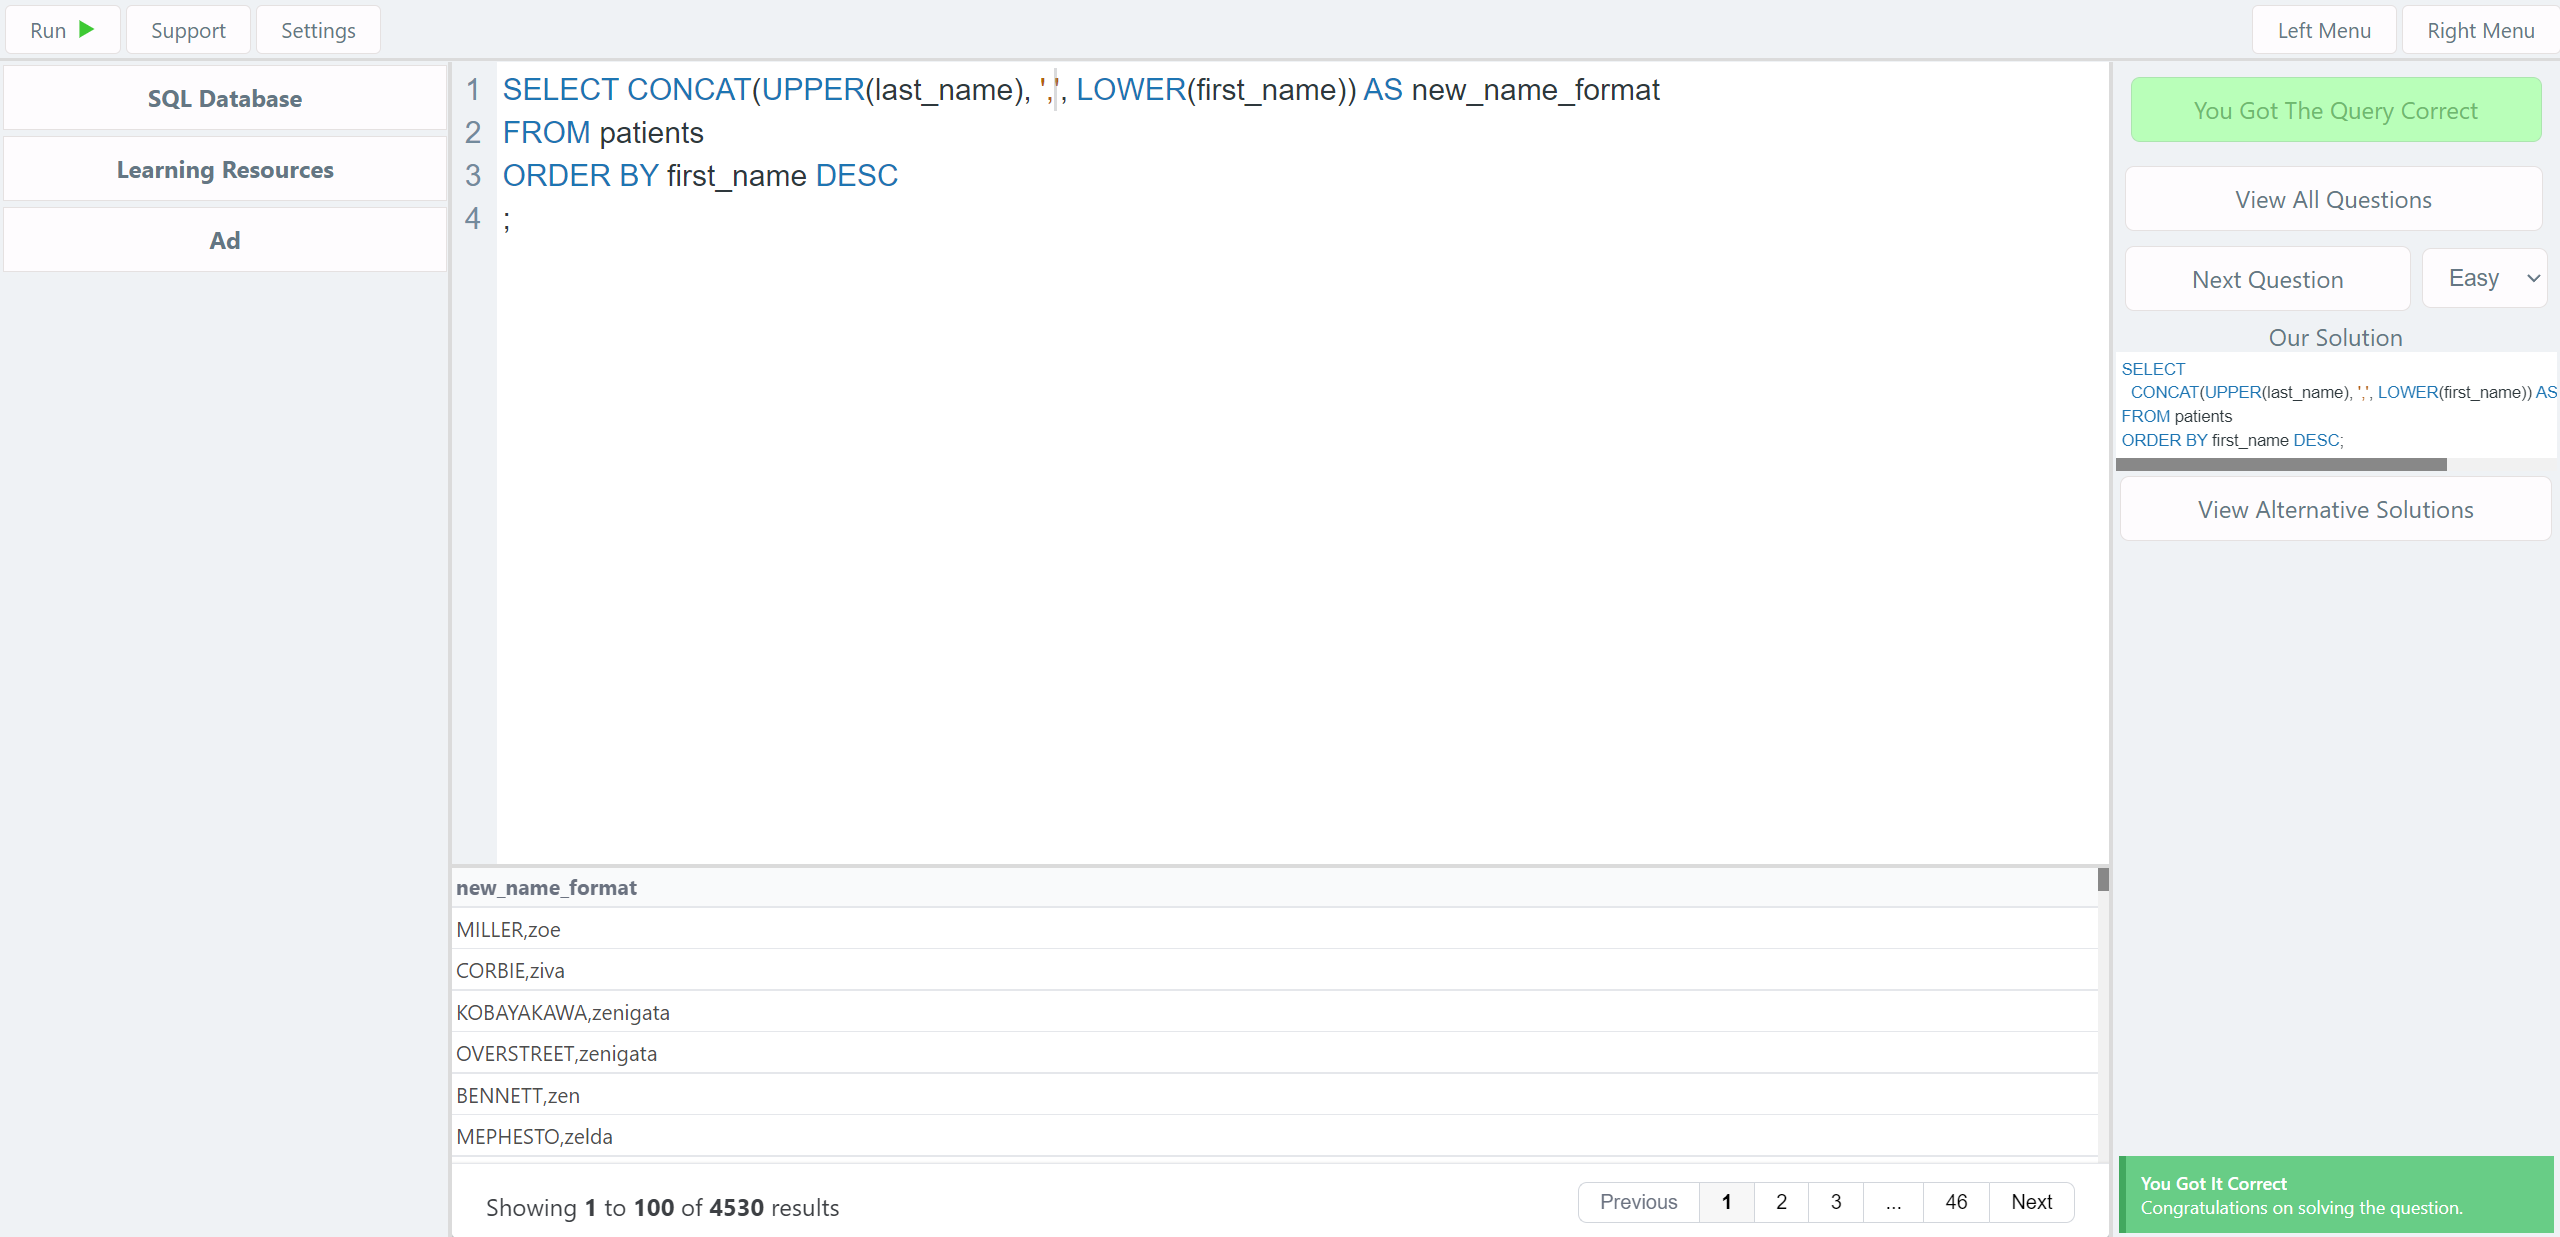 Run
Support
Settings
Left Menu
Right Menu
SQL Database
Learning Resources
Ad
1 SELECT CONCAT(UPPER(last_name), ',', LOWER(first_name)) AS new_name_format
2 FROM patients
3 ORDER BY first_name DESC
4 ;
new_name_format
MILLER,zoe
CORBIE,ziva
KOBAYAKAWA,zenigata
OVERSTREET,zenigata
BENNETT,zen
MEPHESTO,zelda
Showing 1 to 100 of 4530 results
Previous 1 2 3 ... 46 Next
You Got The Query Correct
View All Questions
Next Question
Easy
Our Solution
SELECT
CONCAT(UPPER(last_name), ',', LOWER(first_name)) AS
FROM patients
ORDER BY first_name DESC;
View Alternative Solutions
You Got It Correct
Congratulations on solving the question.